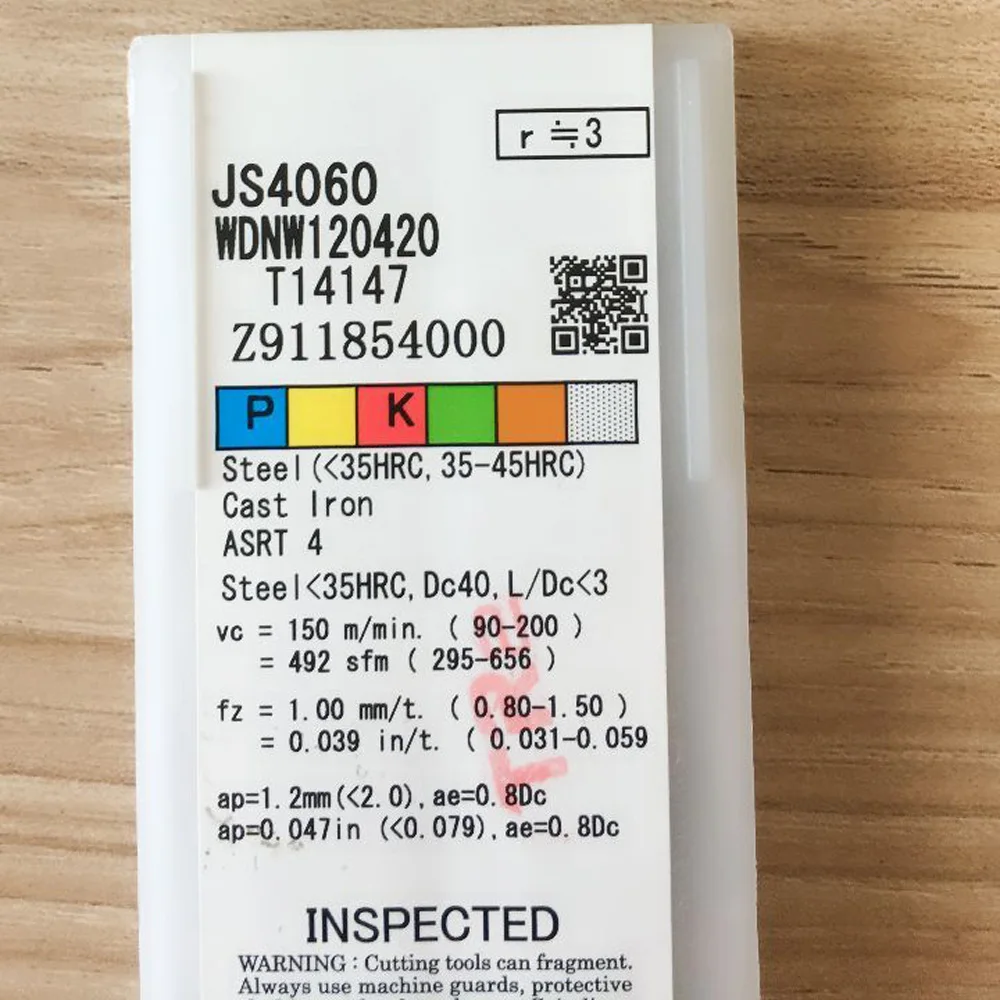 r ≒3
JS4060
WDNW120420
T14147
Z911854000
P K
Steel(<35HRC, 35-45HRC)
Cast Iron
ASRT 4
Steel<35HRC, Dc40, L/Dc<3
vc = 150 m/min. ( 90-200 )
= 492 sfm ( 295-656 )
fz = 1.00 mm/t. ( 0.80-1.50 )
= 0.039 in/t. ( 0.031-0.059
ap=1.2mm(<2.0), ae=0.8Dc
ap=0.047in (<0.079), ae=0.8Dc
INSPECTED
WARNING : Cutting tools can fragment.
Always use machine guards, protective